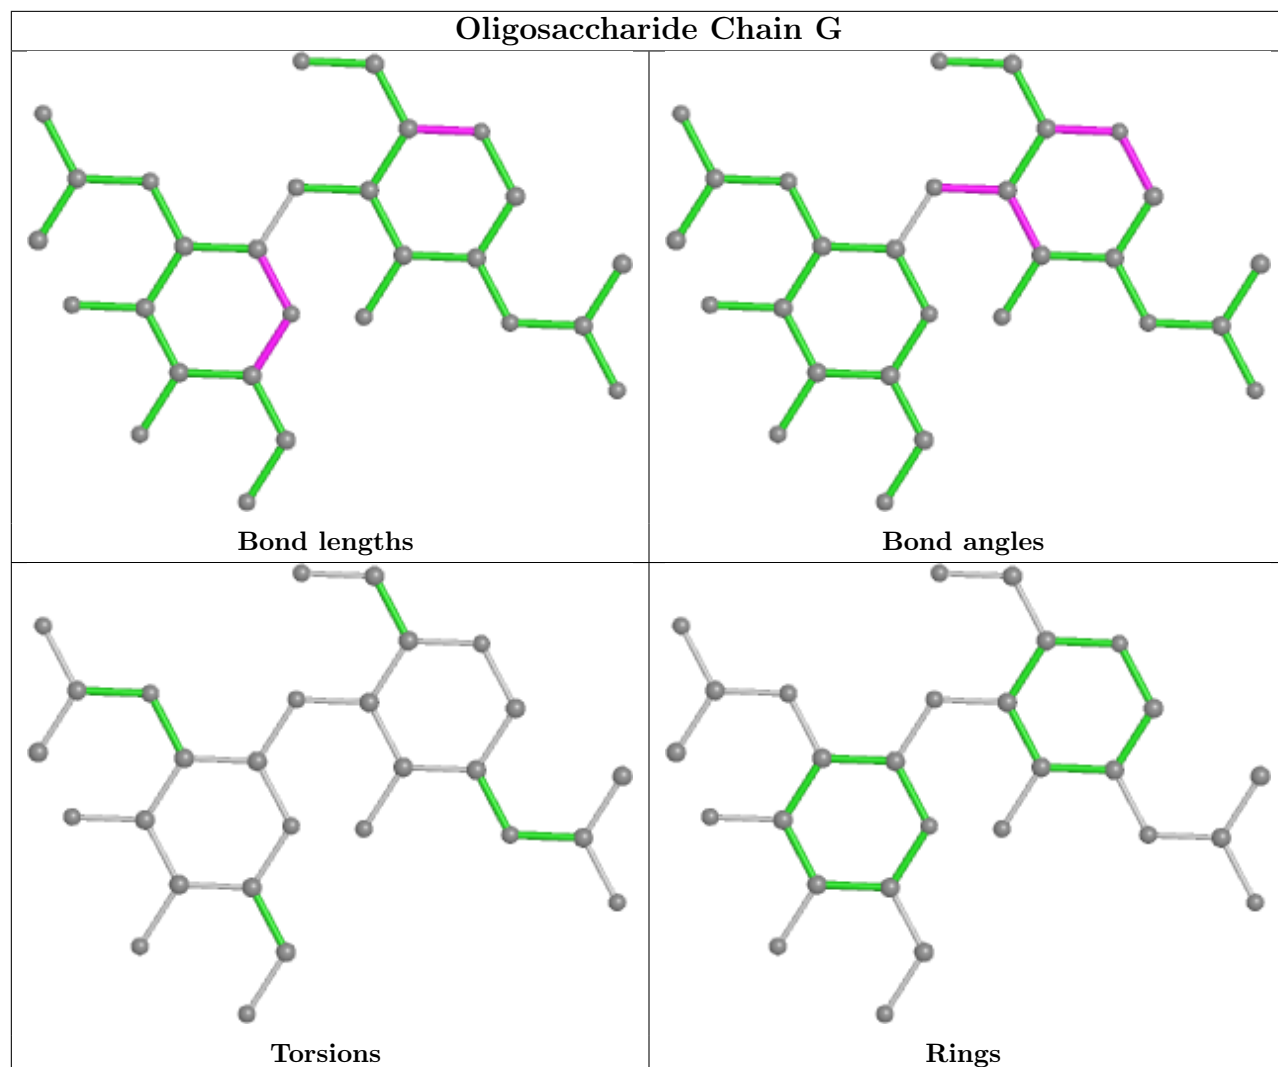 Oligosaccharide Chain G
Bond lengths
Bond angles
Torsions
Rings